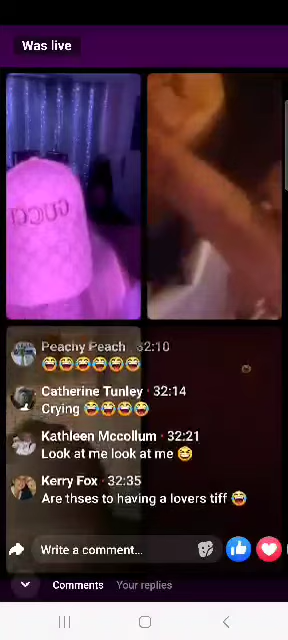 Was live
GUCCI
Peachy Peach · 32:10
😂😂😂😂😂😂
Catherine Tunley · 32:14
Crying 😂😂😂😂
Kathleen Mccollum · 32:21
Look at me look at me 😆
Kerry Fox · 32:35
Are thses to having a lovers tiff 😂
Write a comment...
Comments Your replies